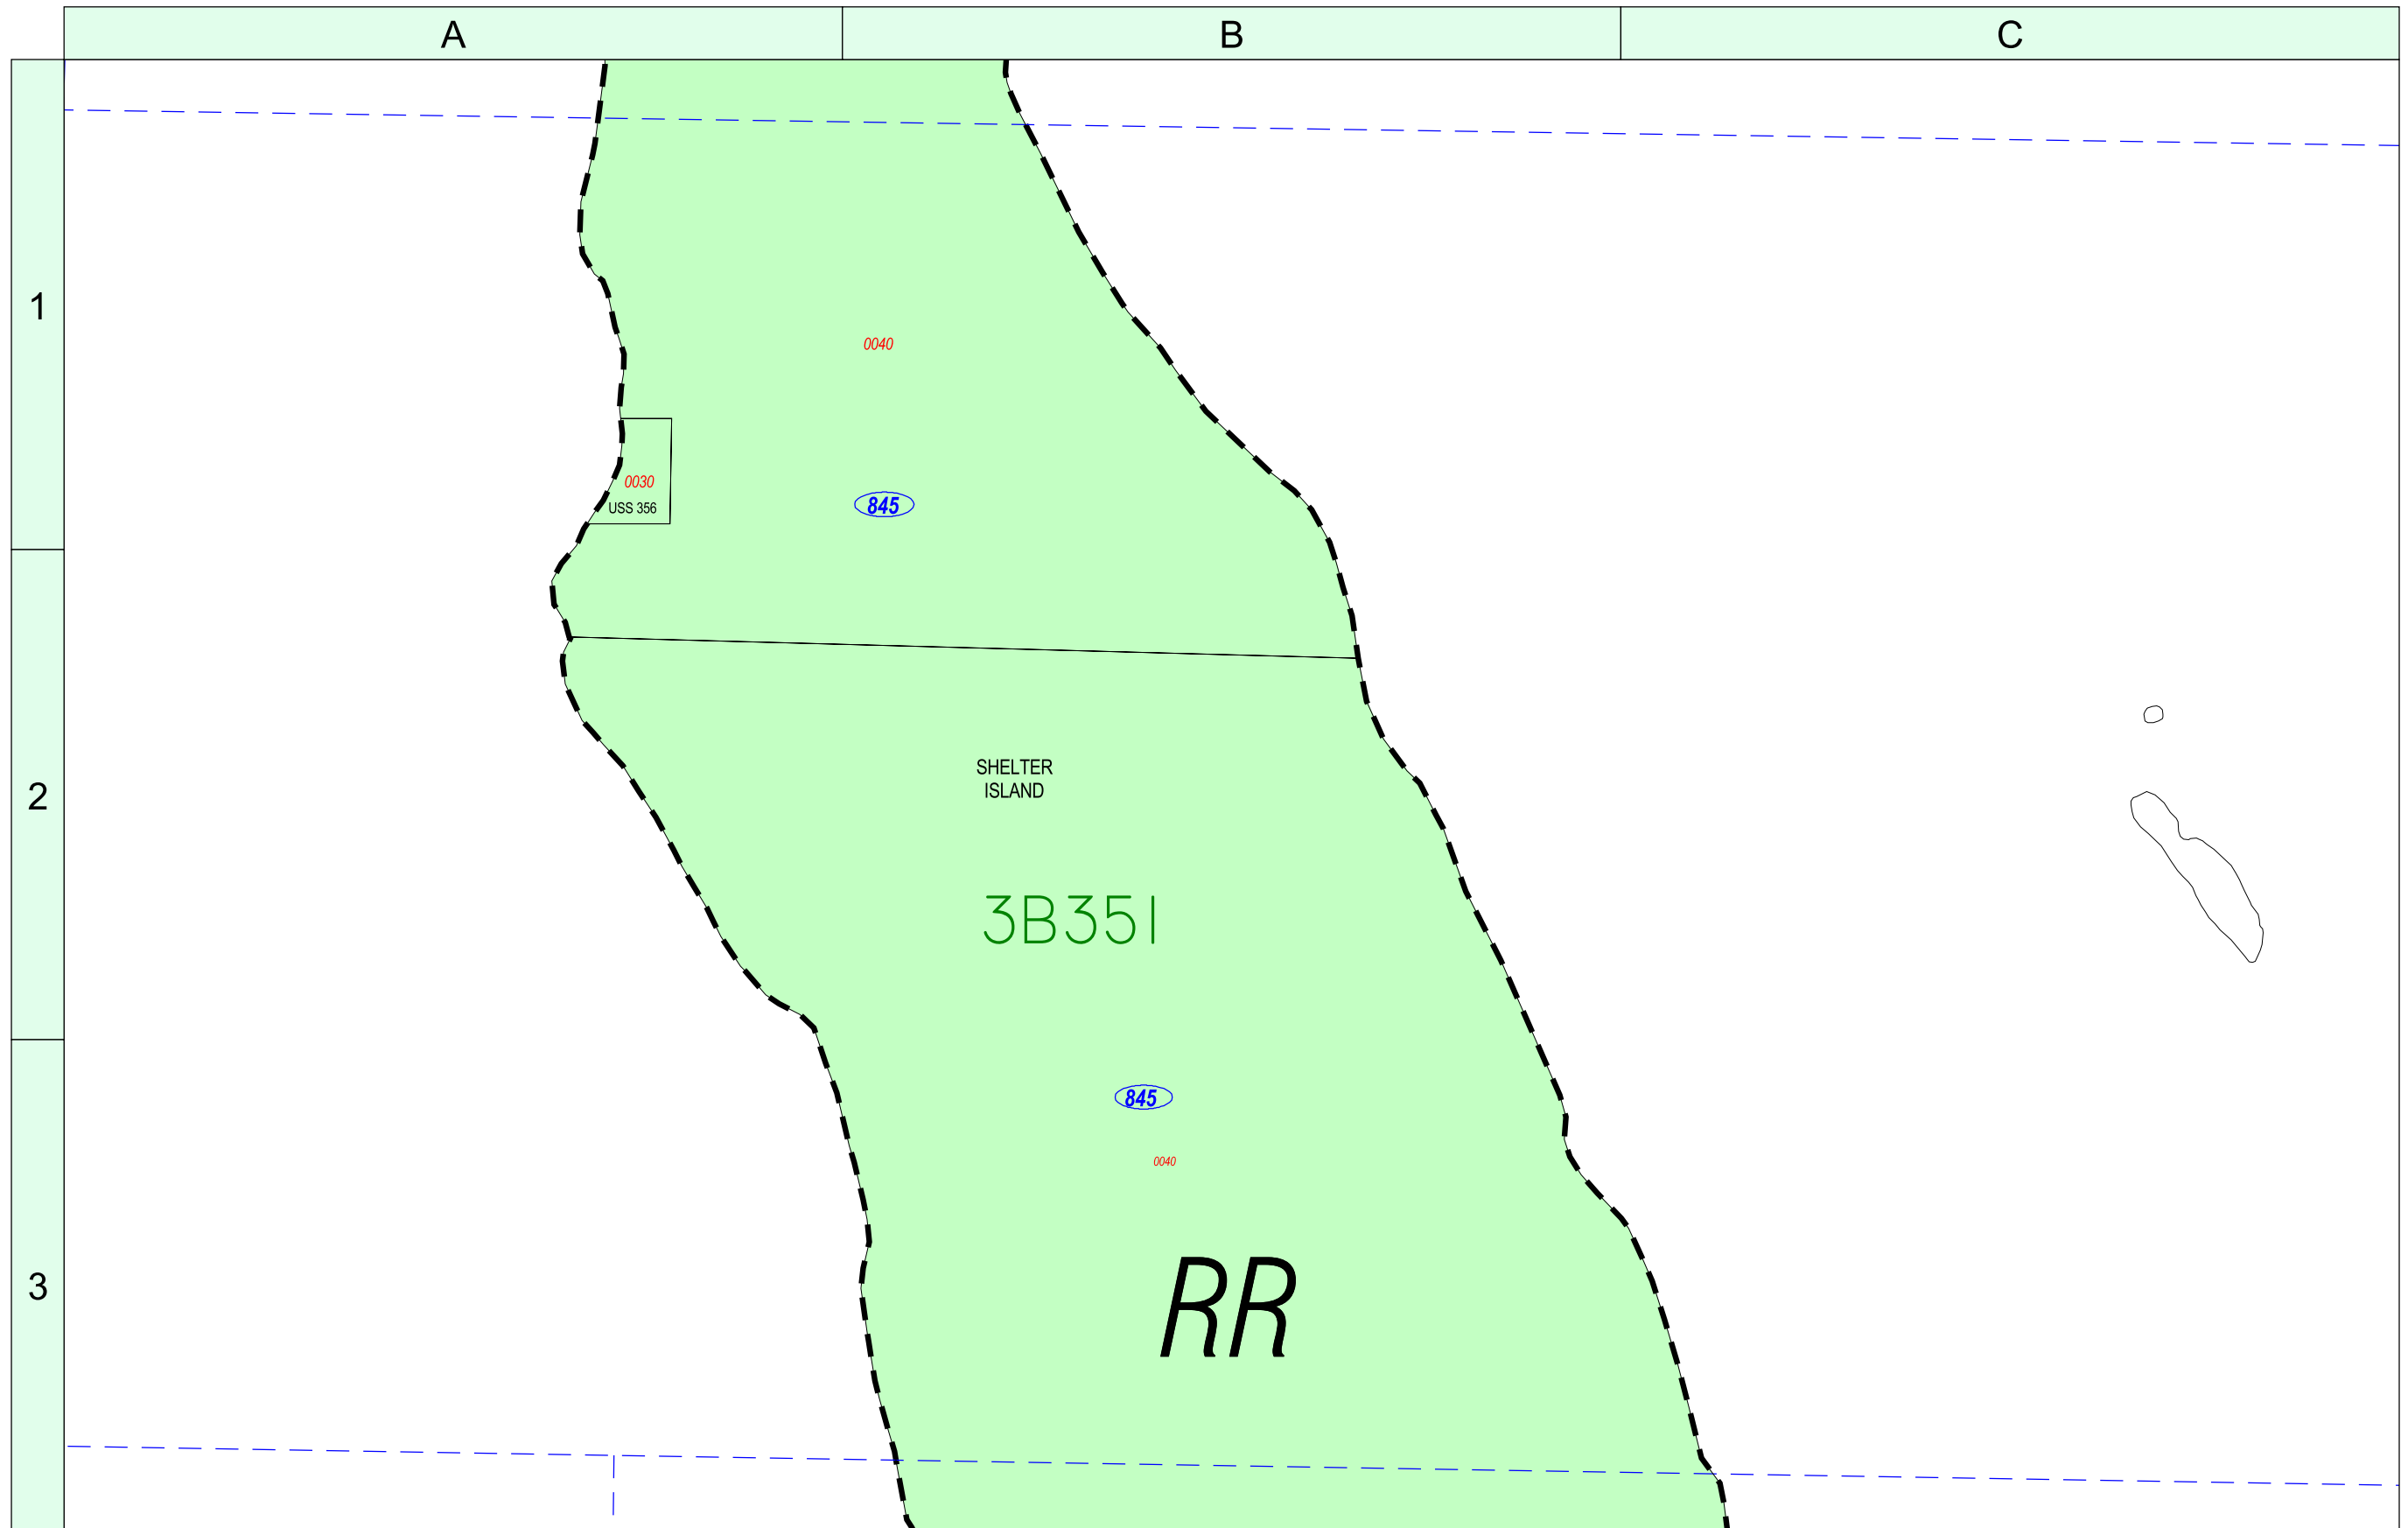 A
B
C
1
0040
0030
845
USS 356
2
SHELTER
ISLAND
3B351
845
0040
3
RR